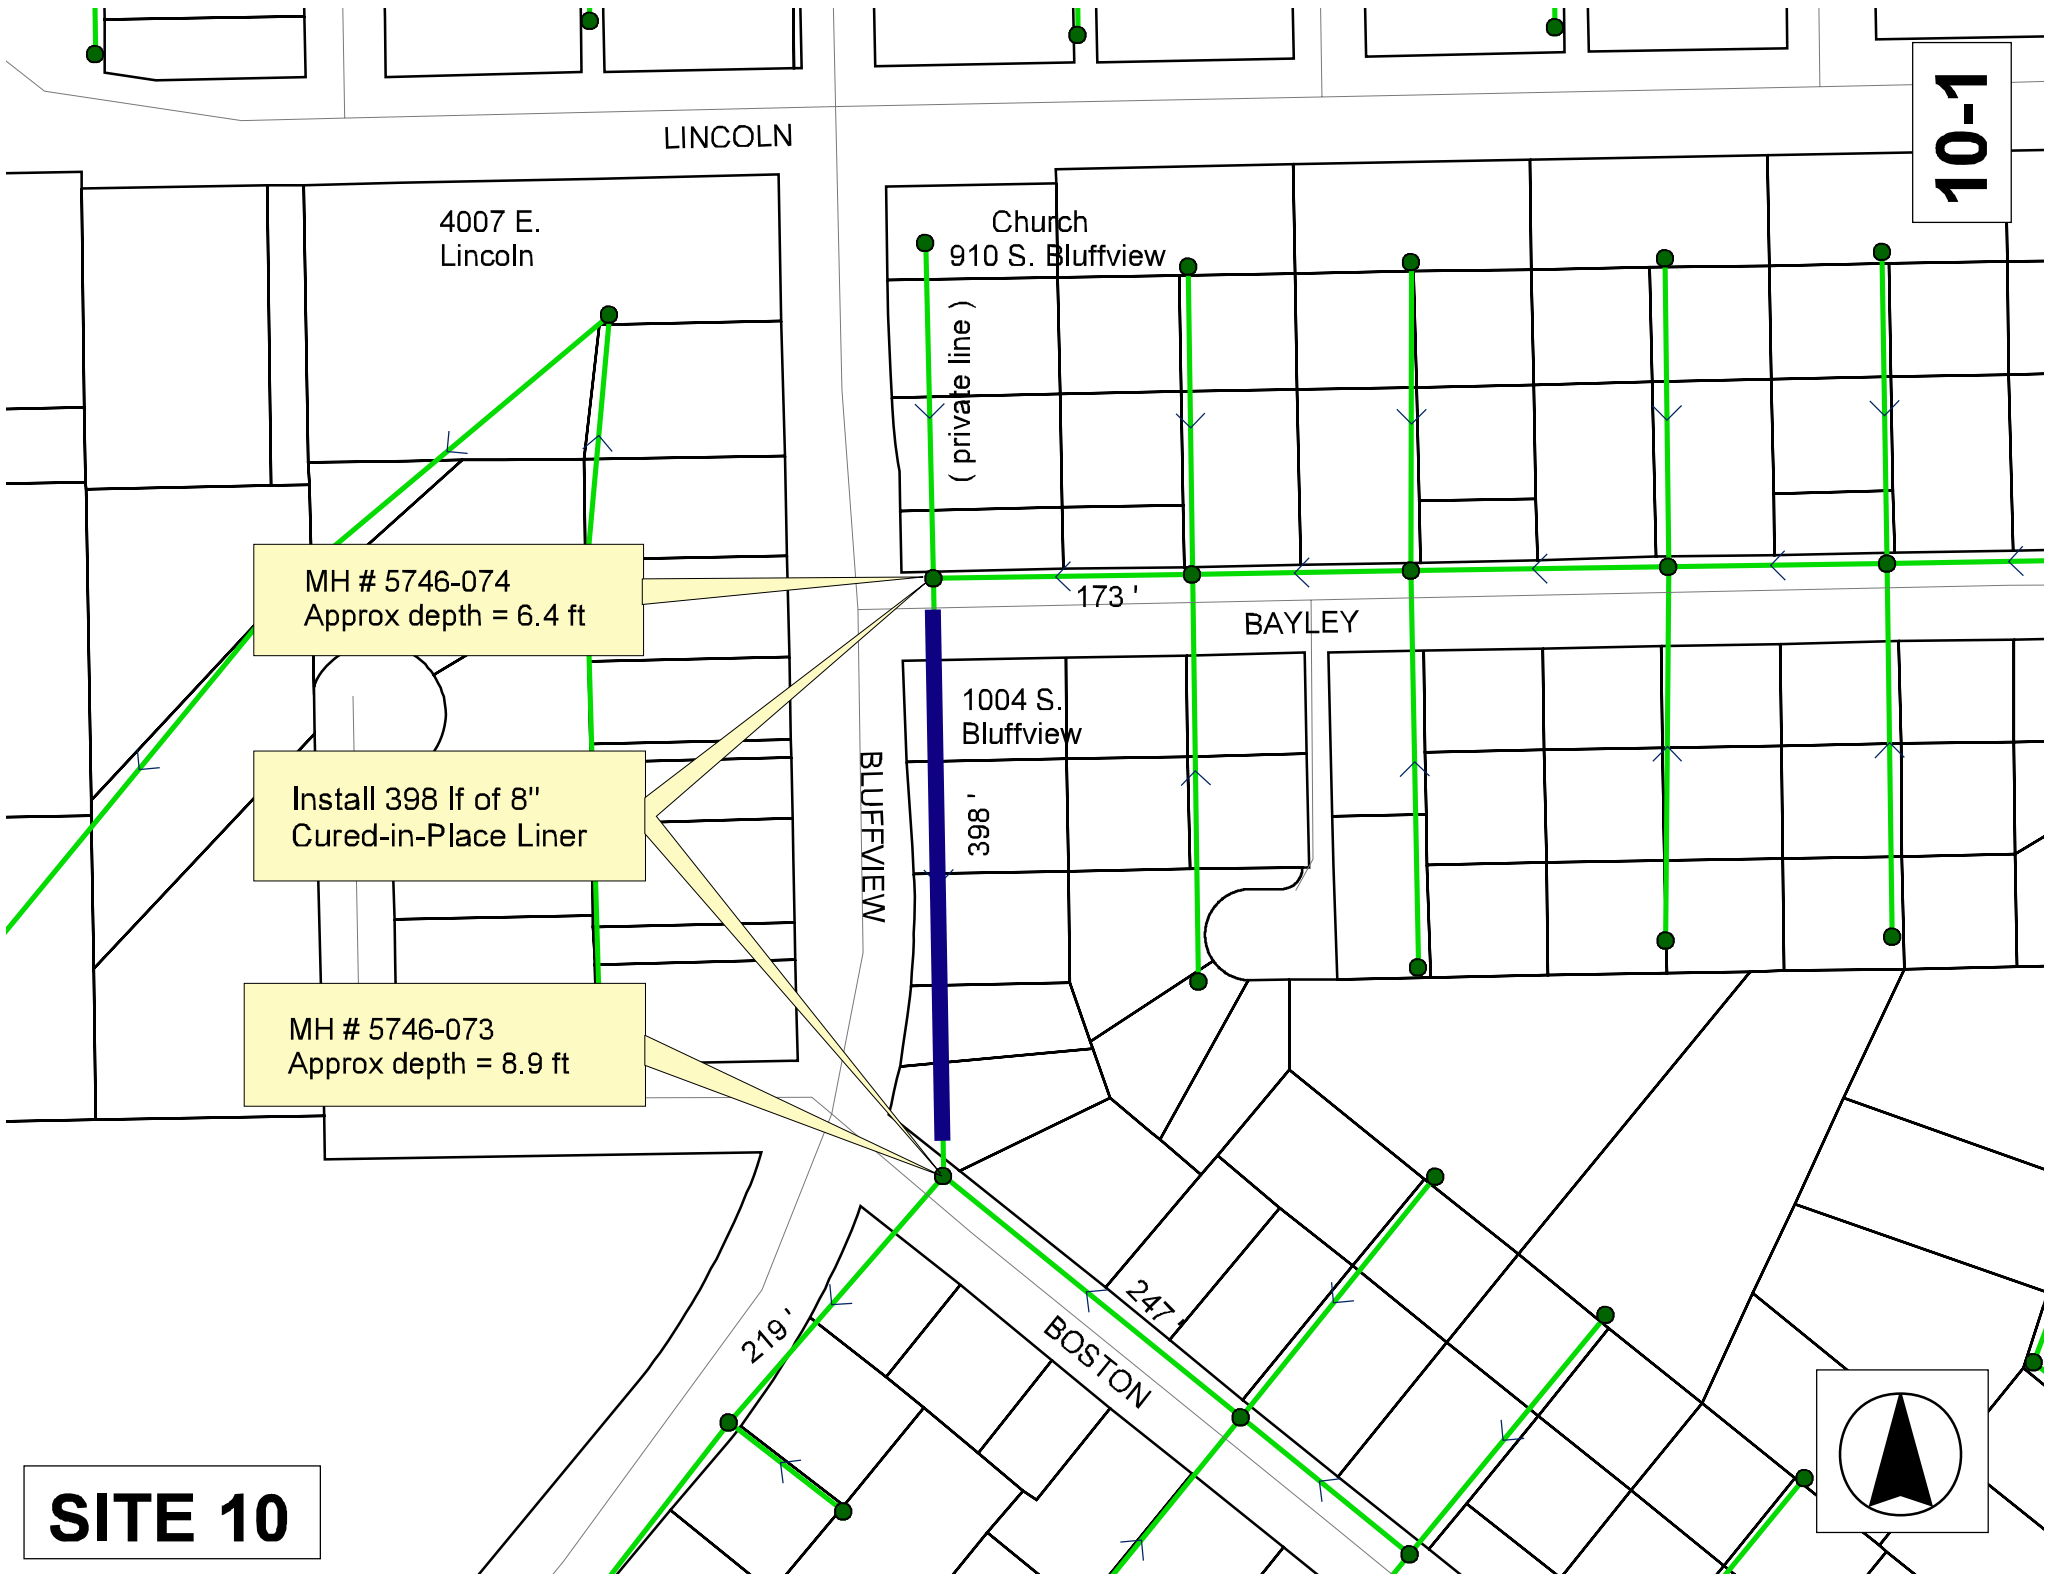 10-1
LINCOLN
4007 E.
Lincoln
Church
910 S. Bluffview
( private line )
MH # 5746-074
Approx depth = 6.4 ft
173 '
BAYLEY
1004 S.
Bluffview
Install 398 lf of 8"
Cured-in-Place Liner
BLUFFVIEW
398 '
MH # 5746-073
Approx depth = 8.9 ft
247 '
219 '
BOSTON
SITE 10